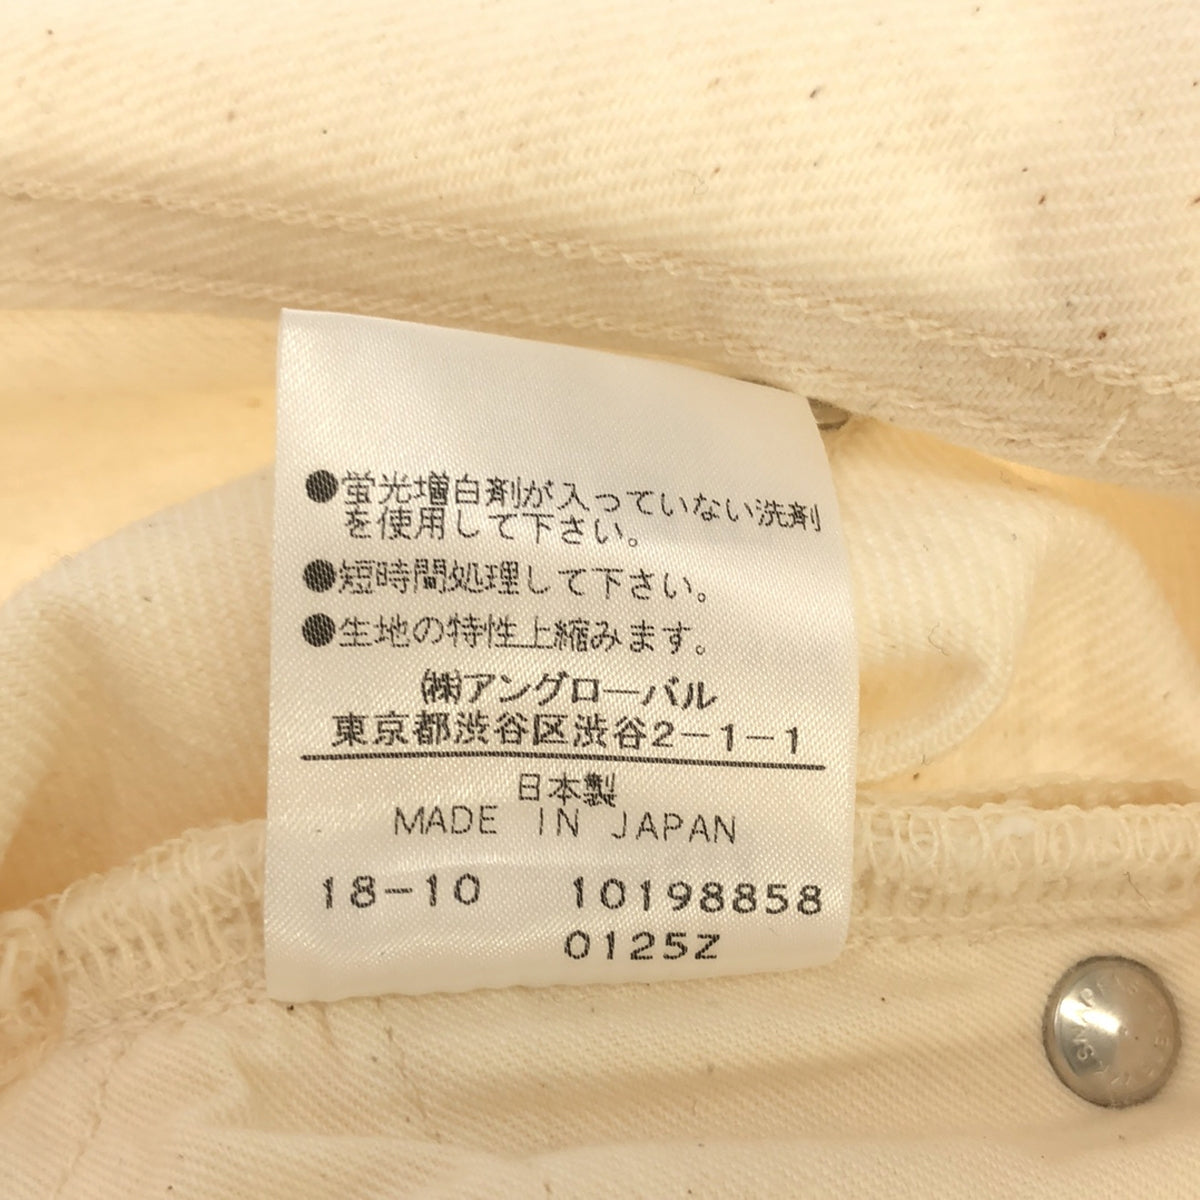 ●蛍光増白剤が入っていない洗剤
を使用して下さい。
●短時間処理して下さい。
●生地の特性上縮みます。
㈱アングローバル
東京都渋谷区渋谷2-1-1
日本製
MADE IN JAPAN
18-10 10198858
0125Z